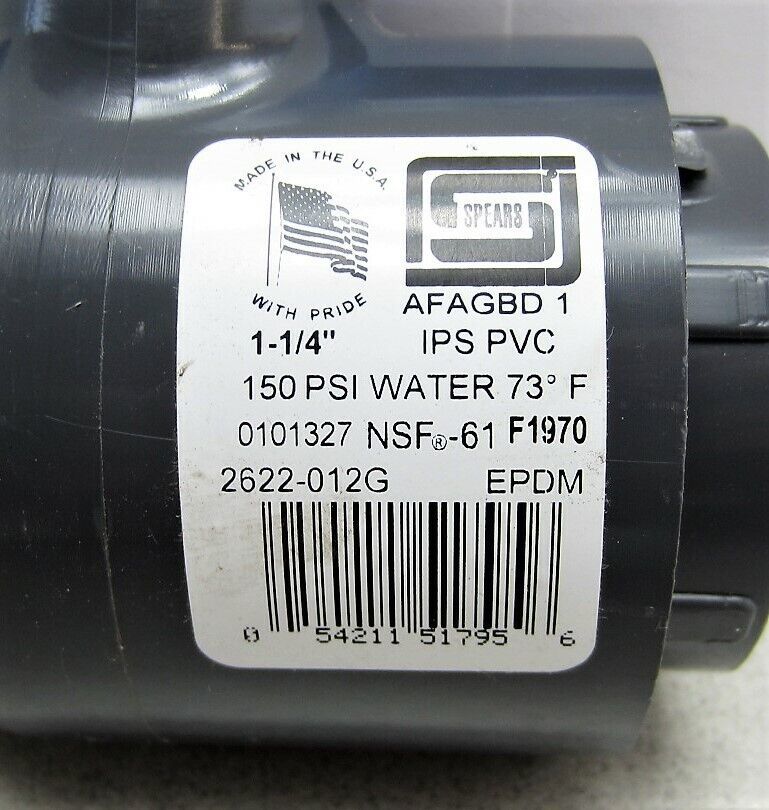 MADE IN THE U.S.A.
WITH PRIDE
SPEARS
AFAGBD 1
1-1/4" IPS PVC
150 PSI WATER 73° F
0101327 NSF®-61 F1970
2622-012G EPDM
0 54211 51795 6